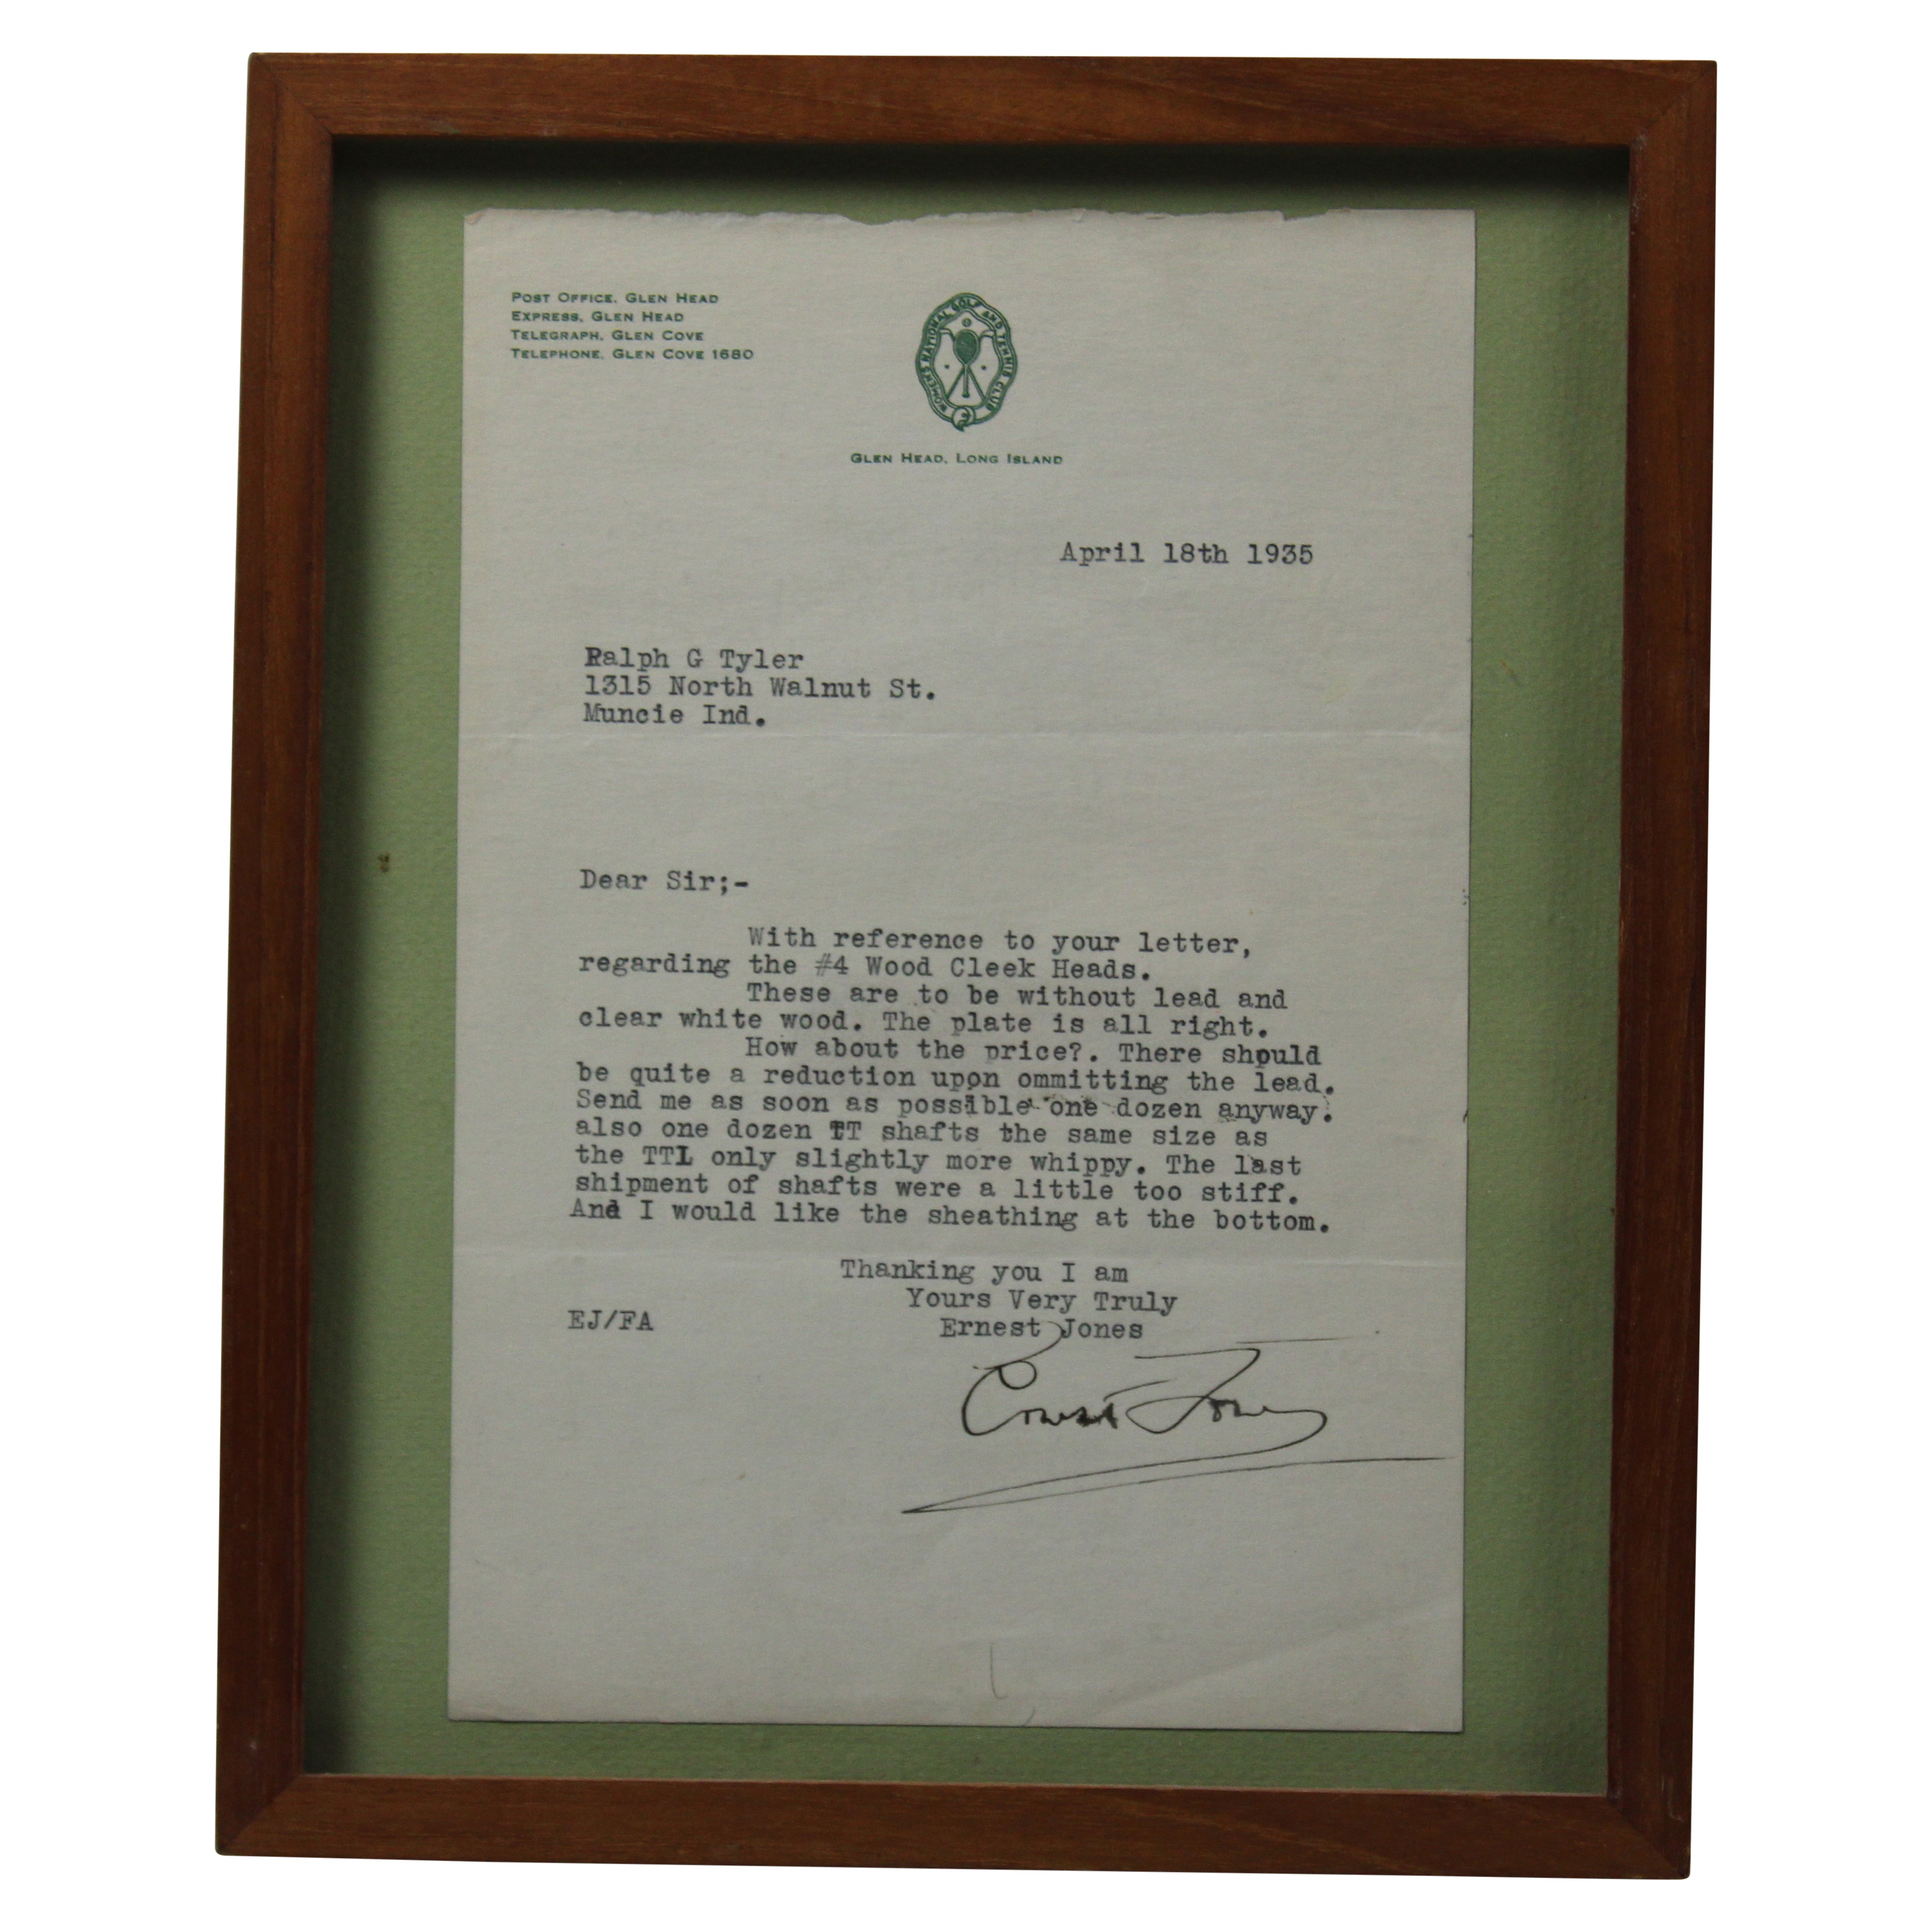 Post Office, Glen Head
Express, Glen Head
Telegraph, Glen Cove
Telephone, Glen Cove 1680
WOMEN'S NATIONAL GOLF AND TENNIS CLUB
Glen Head, Long Island
April 18th 1935
Ralph G Tyler
1315 North Walnut St.
Muncie Ind.
Dear Sir;-
With reference to your letter,
regarding the #4 Wood Cleek Heads.
These are to be without lead and
clear white wood. The plate is all right.
How about the price?. There should
be quite a reduction upon ommitting the lead.
Send me as soon as possible one dozen anyway.
also one dozen TT shafts the same size as
the TTL only slightly more whippy. The last
shipment of shafts were a little too stiff.
And I would like the sheathing at the bottom.
Thanking you I am
Yours Very Truly
EJ/FA
Ernest Jones
Ernest Jones